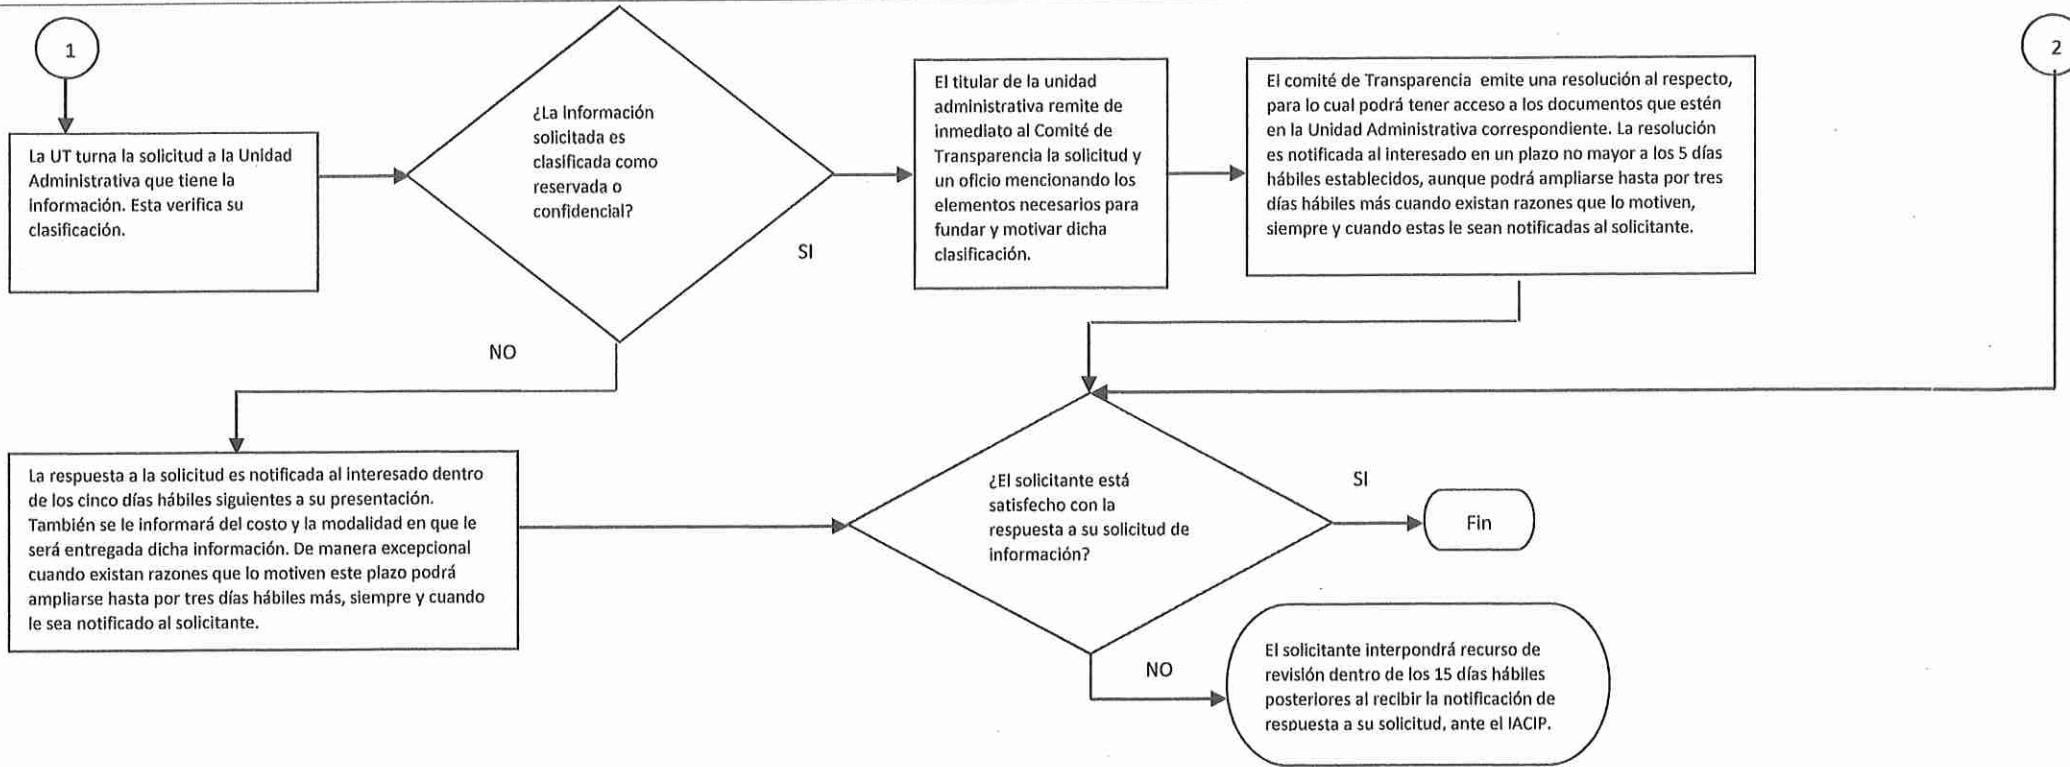 1
La UT turna la solicitud a la Unidad
Administrativa que tiene la
información. Esta verifica su
clasificación.
¿La información
solicitada es
clasificada como
reservada o
confidencial?
SI
NO
El titular de la unidad
administrativa remite de
inmediato al Comité de
Transparencia la solicitud y
un oficio mencionando los
elementos necesarios para
fundar y motivar dicha
clasificación.
El comité de Transparencia emite una resolución al respecto,
para lo cual podrá tener acceso a los documentos que estén
en la Unidad Administrativa correspondiente. La resolución
es notificada al interesado en un plazo no mayor a los 5 días
hábiles establecidos, aunque podrá ampliarse hasta por tres
días hábiles más cuando existan razones que lo motiven,
siempre y cuando estas le sean notificadas al solicitante.
2
La respuesta a la solicitud es notificada al interesado dentro
de los cinco días hábiles siguientes a su presentación.
También se le informará del costo y la modalidad en que le
será entregada dicha información. De manera excepcional
cuando existan razones que lo motiven este plazo podrá
ampliarse hasta por tres días hábiles más, siempre y cuando
le sea notificado al solicitante.
¿El solicitante está
satisfecho con la
respuesta a su solicitud de
información?
SI
Fin
NO
El solicitante interpondrá recurso de
revisión dentro de los 15 días hábiles
posteriores al recibir la notificación de
respuesta a su solicitud, ante el IACIP.